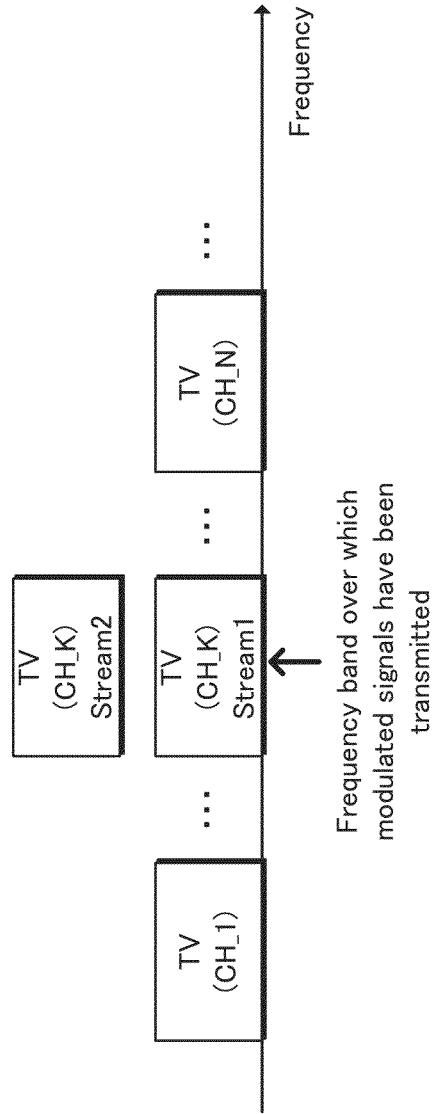 TV
(CH_K)
Stream2
TV
(CH_1)
...
TV
(CH_K)
Stream1
...
TV
(CH_N)
...
Frequency
Frequency band over which
modulated signals have been
transmitted